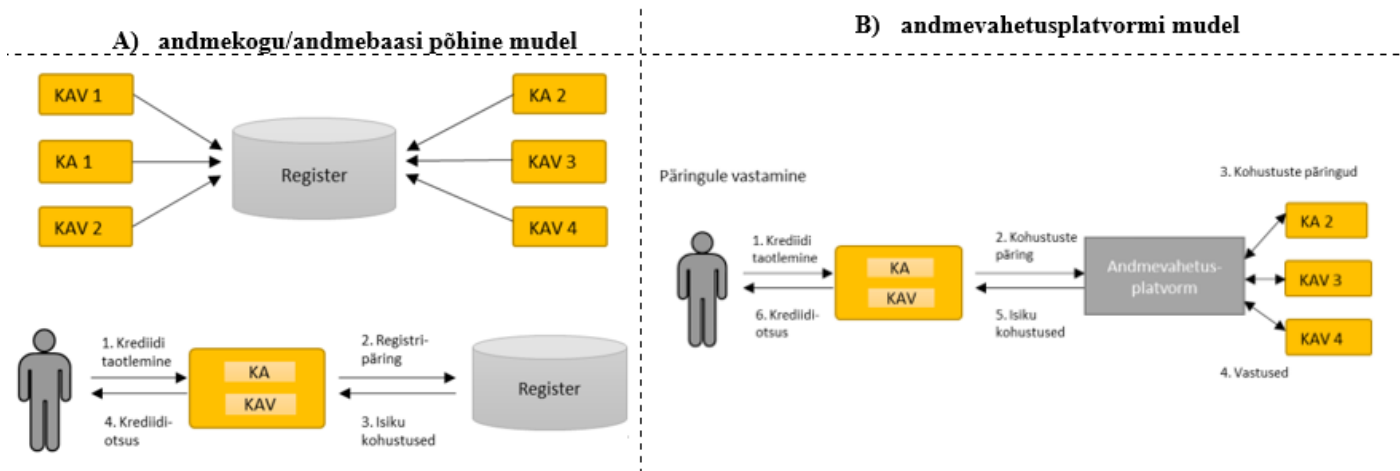 A) andmekogu/andmebaasi põhine mudel
KAV 1
KA 1
KAV 2
Register
KA 2
KAV 3
KAV 4
1. Krediidi
taotlemine
4. Krediidi-
otsus
KA
KAV
2. Registri-
päring
3. Isiku
kohustused
Register
B) andmevahetusplatvormi mudel
Päringule vastamine
1. Krediidi
taotlemine
6. Krediidi-
otsus
KA
KAV
2. Kohustuste
päring
5. Isiku
kohustused
Andmevahetus-
platvorm
3. Kohustuste päringud
KA 2
KAV 3
KAV 4
4. Vastused